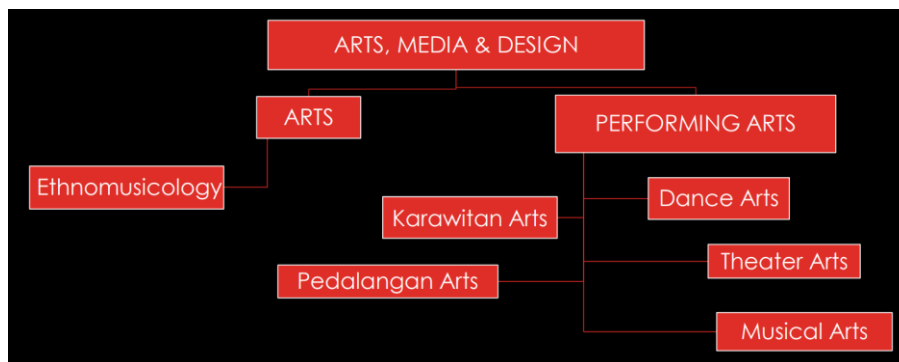 ARTS, MEDIA & DESIGN
ARTS
PERFORMING ARTS
Ethnomusicology
Dance Arts
Karawitan Arts
Theater Arts
Pedalangan Arts
Musical Arts